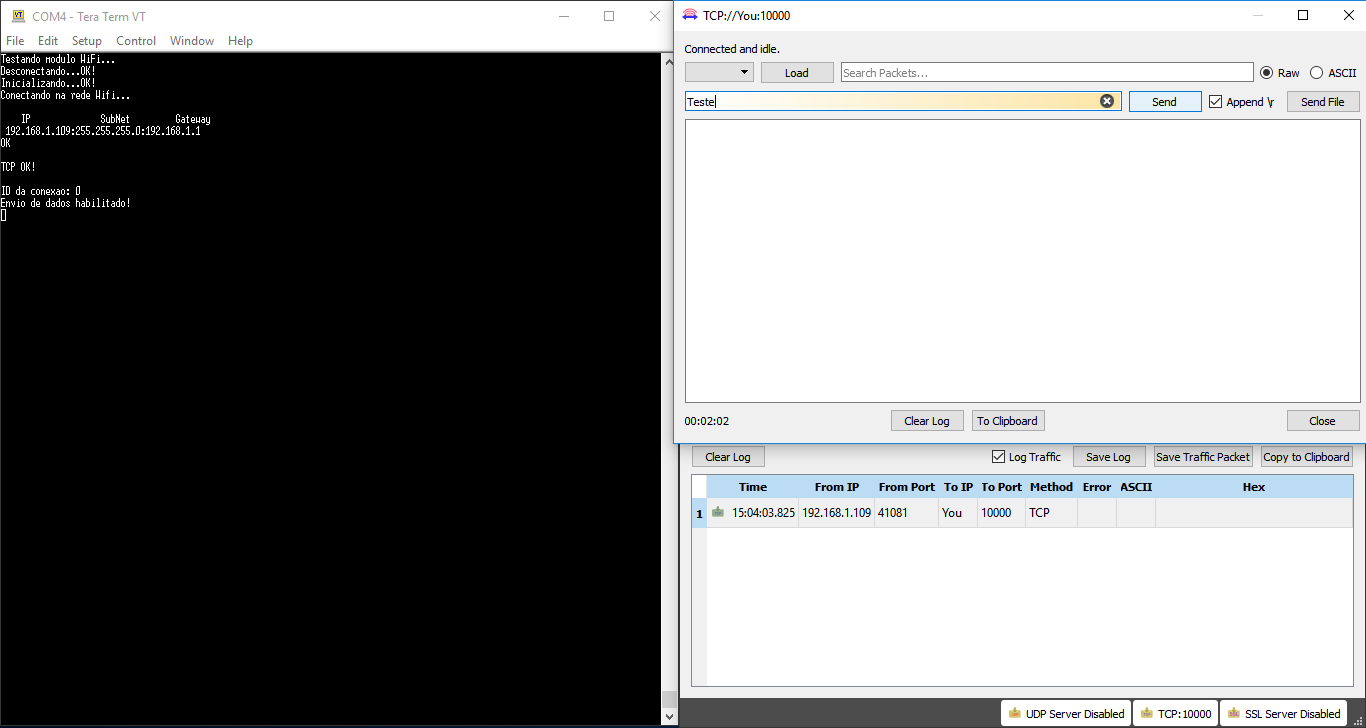 COM4 - Tera Term VT
File Edit Setup Control Window Help
Testando modulo WiFi...
Desconectando...OK!
Inicializando...OK!
Conectando na rede Wifi...
IP SubNet Gateway
192.168.1.109:255.255.255.0:192.168.1.1
OK
TCP OK!
ID da conexao: 0
Envio de dados habilitado!
TCP://You:10000
Connected and idle.
Load Search Packets... Raw ASCII
Teste Send Append \r Send File
00:02:02 Clear Log To Clipboard Close
Clear Log Log Traffic Save Log Save Traffic Packet Copy to Clipboard
Time From IP From Port To IP To Port Method Error ASCII Hex
1 15:04:03.825 192.168.1.109 41081 You 10000 TCP
UDP Server Disabled TCP:10000 SSL Server Disabled